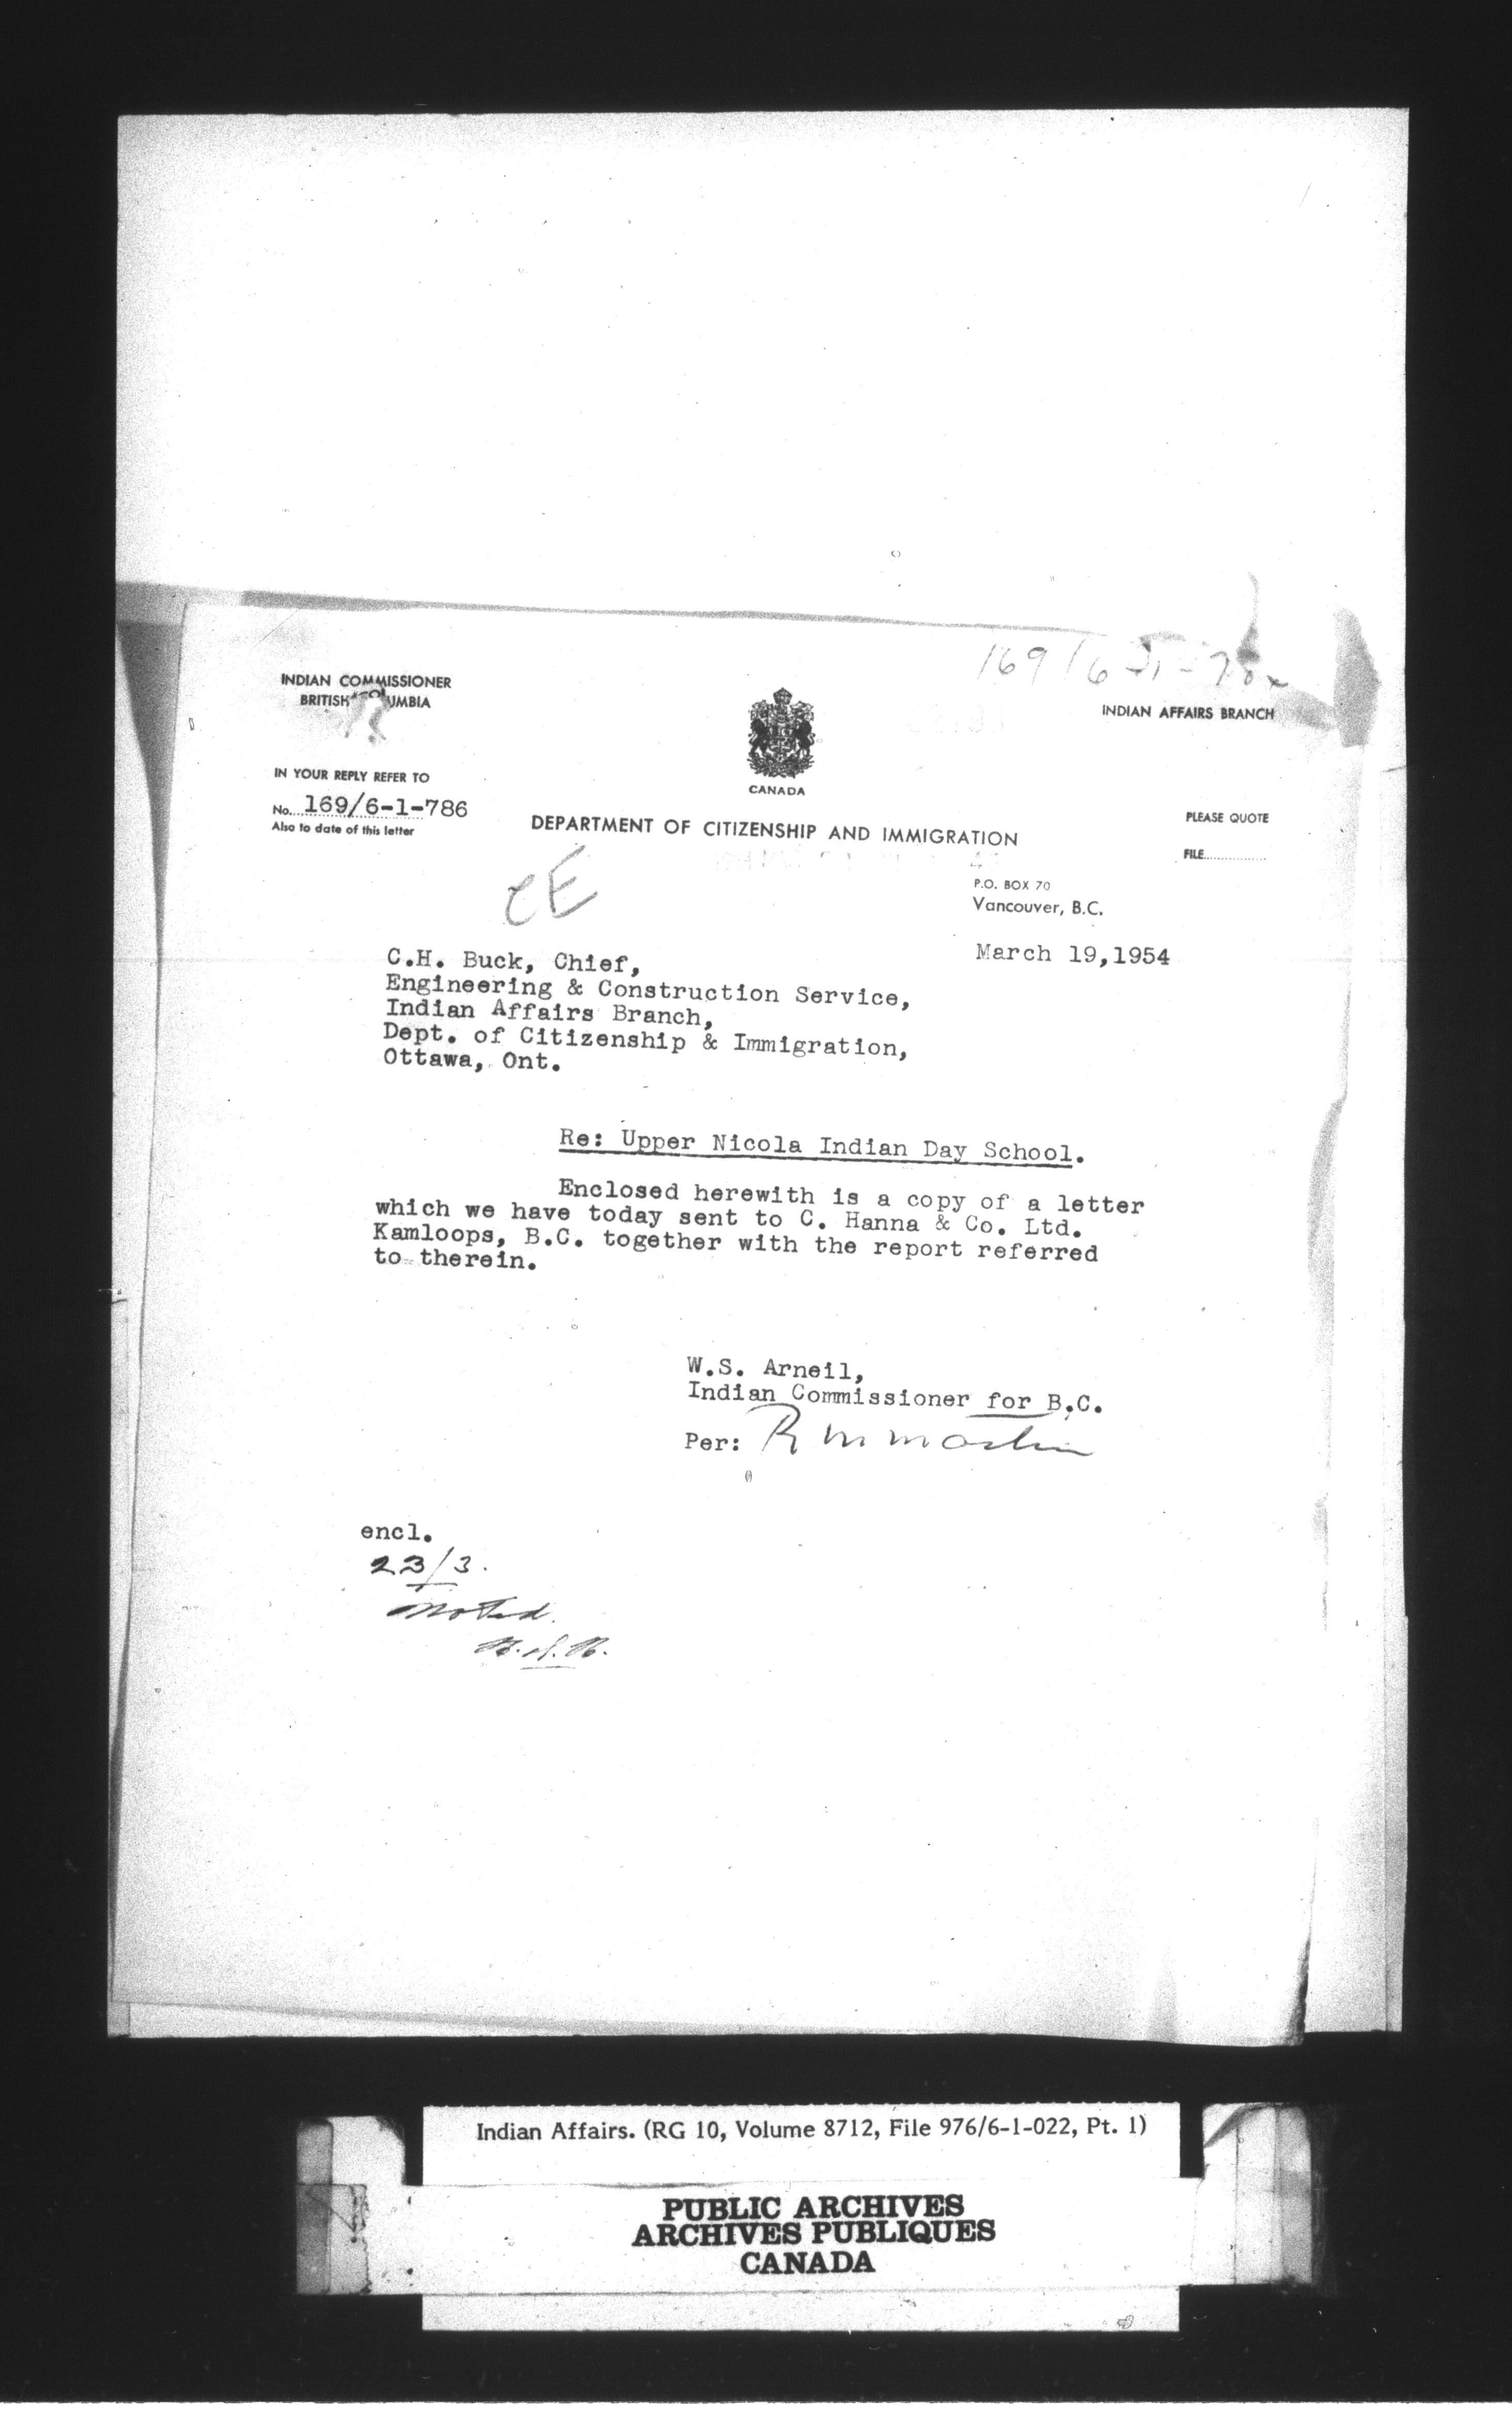 169/6-1-78
INDIAN COMMISSIONER
BRITISH COLUMBIA
INDIAN AFFAIRS BRANCH
IN YOUR REPLY REFER TO
No. 169/6-1-786
Also to date of this letter
CANADA
DEPARTMENT OF CITIZENSHIP AND IMMIGRATION
PLEASE QUOTE
FILE
P.O. BOX 70
Vancouver, B.C.
CE
March 19,1954
C.H. Buck, Chief,
Engineering & Construction Service,
Indian Affairs Branch,
Dept. of Citizenship & Immigration,
Ottawa, Ont.
Re: Upper Nicola Indian Day School.
Enclosed herewith is a copy of a letter
which we have today sent to C. Hanna & Co. Ltd.
Kamloops, B.C. together with the report referred
to therein.
W.S. Arneil,
Indian Commissioner for B.C.
Per: R M Martin
encl.
23/3.
noted.
Indian Affairs. (RG 10, Volume 8712, File 976/6-1-022, Pt. 1)
PUBLIC ARCHIVES
ARCHIVES PUBLIQUES
CANADA